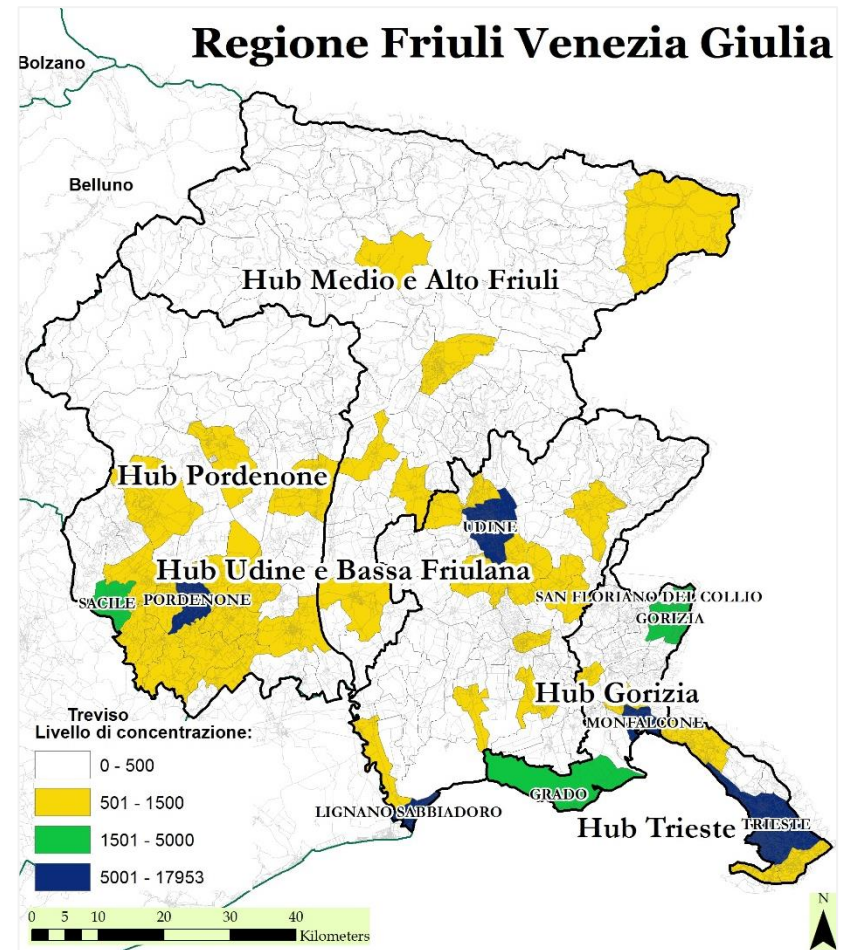 Regione Friuli Venezia Giulia
Bolzano
Belluno
Hub Medio e Alto Friuli
Hub Pordenone
UDINE
Hub Udine e Bassa Friulana
SACILE
PORDENONE
SAN FLORIANO DEL COLLIO
GORIZIA
Hub Gorizia
MONFALCONE
Treviso
Livello di concentrazione:
0 - 500
501 - 1500
1501 - 5000
5001 - 17953
GRADO
LIGNANO SABBIADORO
Hub Trieste
TRIESTE
0 5 10 20 30 40
Kilometers
N